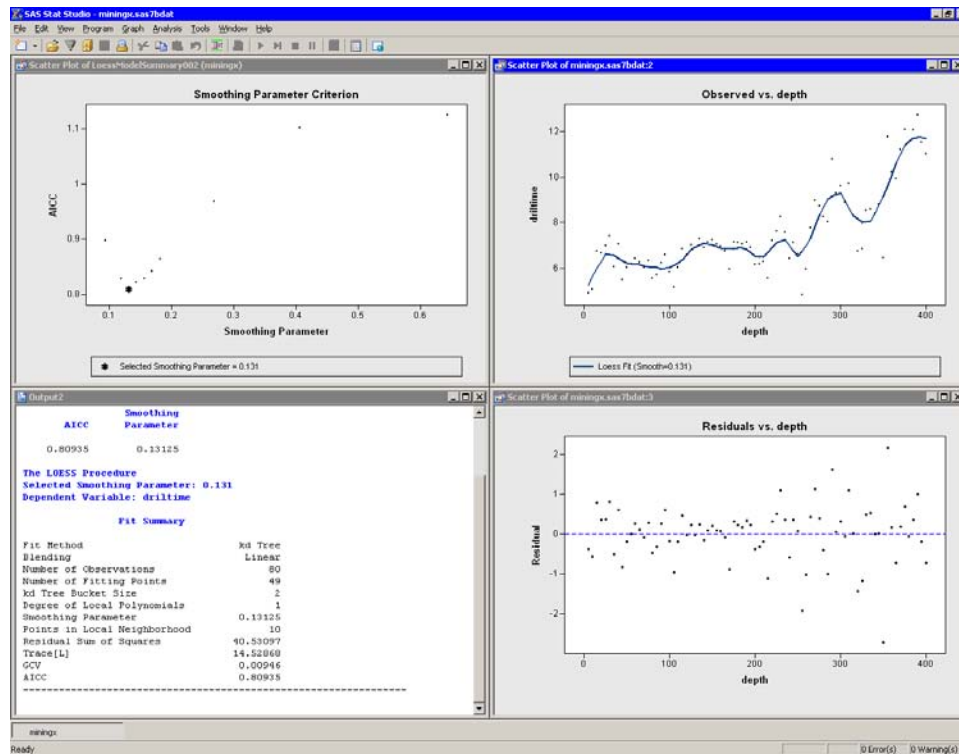 SAS Stat Studio - miningx.sas7bdat
File Edit View Program Graph Analysis Tools Window Help
Scatter Plot of LoessModelSummary002 (miningx)
Smoothing Parameter Criterion
1.1
1
0.9
0.8
AICC
0.1 0.2 0.3 0.4 0.5 0.6
Smoothing Parameter
Selected Smoothing Parameter = 0.131
Scatter Plot of miningx.sas7bdat:2
Observed vs. depth
12
10
8
6
driltime
0 100 200 300 400
depth
Loess Fit (Smooth=0.131)
Output2
Smoothing
AICC Parameter
0.80935 0.13125
The LOESS Procedure
Selected Smoothing Parameter: 0.131
Dependent Variable: driltime
Fit Summary
Fit Method kd Tree
Blending Linear
Number of Observations 80
Number of Fitting Points 49
kd Tree Bucket Size 2
Degree of Local Polynomials 1
Smoothing Parameter 0.13125
Points in Local Neighborhood 10
Residual Sum of Squares 40.53097
Trace[L] 14.52868
GCV 0.00946
AICC 0.80935
Scatter Plot of miningx.sas7bdat:3
Residuals vs. depth
2
1
0
-1
-2
Residual
0 100 200 300 400
depth
miningx
Ready 0 Error(s) 0 Warning(s)